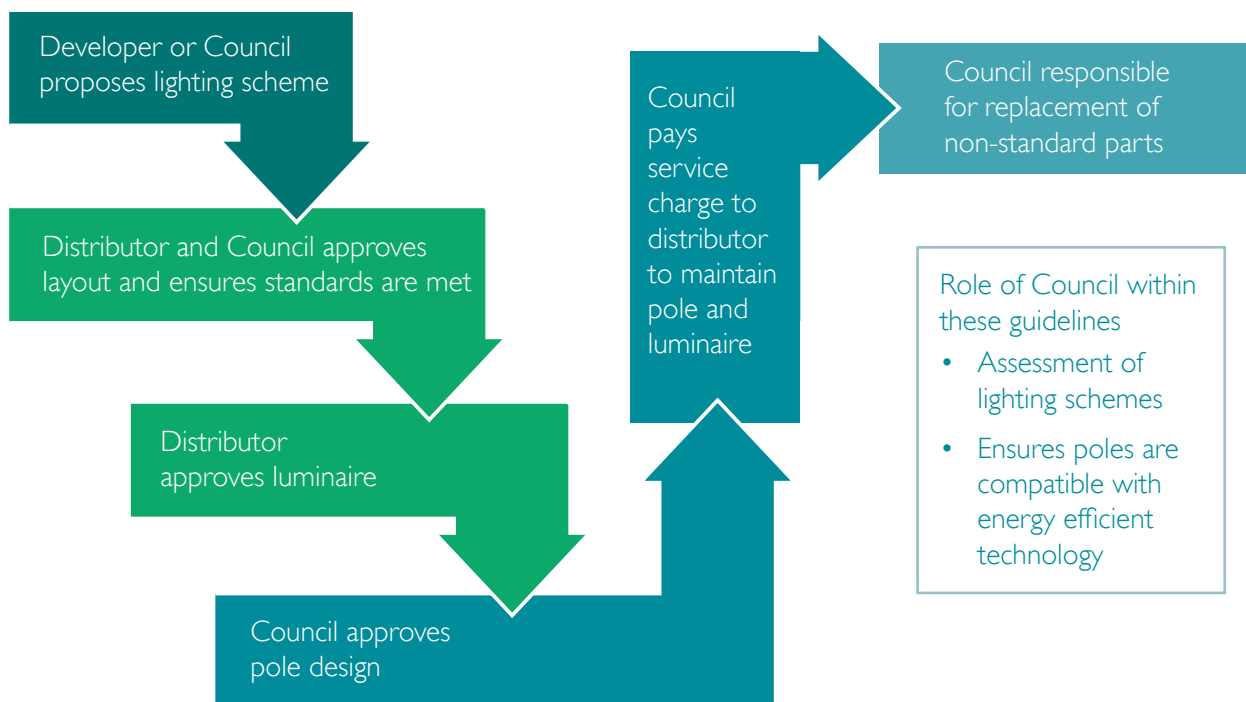 Developer or Council
proposes lighting scheme
Distributor and Council approves
layout and ensures standards are met
Distributor
approves luminaire
Council approves
pole design
Council
pays
service
charge to
distributor
to maintain
pole and
luminaire
Council responsible
for replacement of
non-standard parts
Role of Council within
these guidelines
• Assessment of
lighting schemes
• Ensures poles are
compatible with
energy efficient
technology